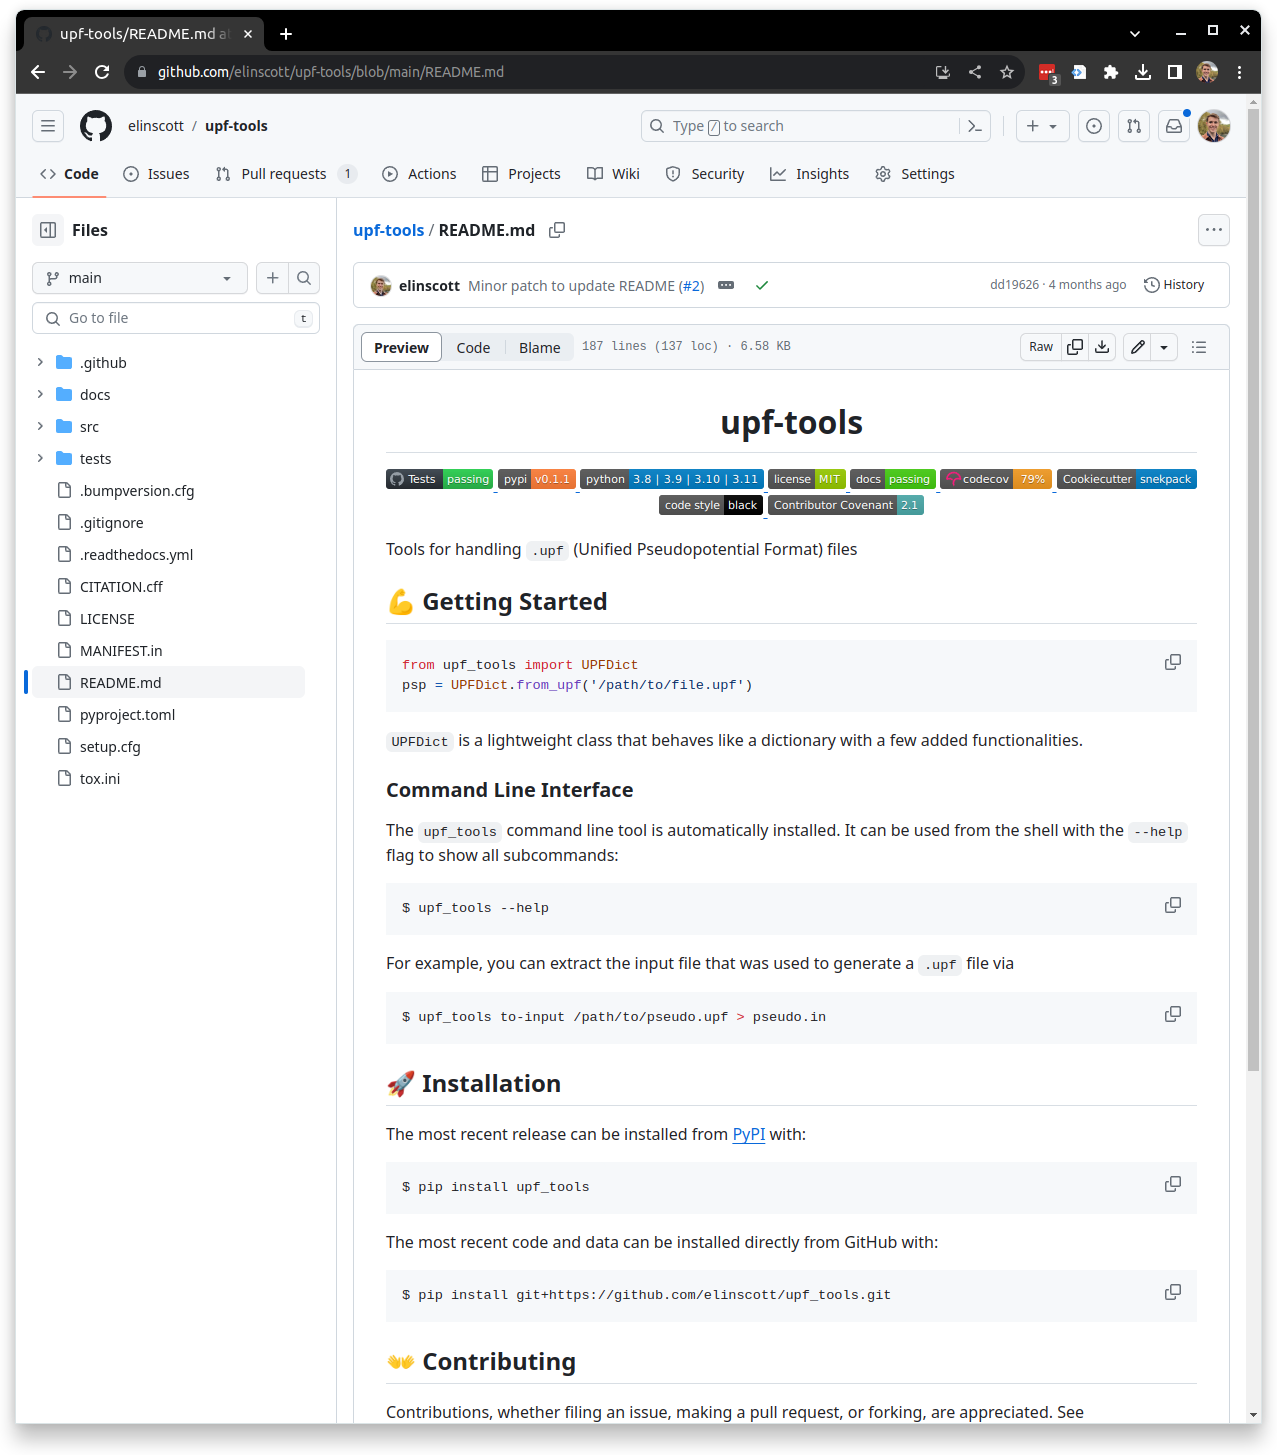 upf-tools/README.md at
github.com/elinscott/upf-tools/blob/main/README.md
3
elinscott / upf-tools
Type / to search
Code
Issues
Pull requests 1
Actions
Projects
Wiki
Security
Insights
Settings
Files
main
Go to file
t
.github
docs
src
tests
.bumpversion.cfg
.gitignore
.readthedocs.yml
CITATION.cff
LICENSE
MANIFEST.in
README.md
pyproject.toml
setup.cfg
tox.ini
upf-tools / README.md
elinscott Minor patch to update README (#2)
dd19626 · 4 months ago
History
Preview
Code
Blame
187 lines (137 loc) · 6.58 KB
Raw
upf-tools
Tests passing
pypi v0.1.1
python 3.8 | 3.9 | 3.10 | 3.11
license MIT
docs passing
codecov 79%
Cookiecutter snekpack
code style black
Contributor Covenant 2.1
Tools for handling .upf (Unified Pseudopotential Format) files
💪 Getting Started
from upf_tools import UPFDict
psp = UPFDict.from_upf('/path/to/file.upf')
UPFDict is a lightweight class that behaves like a dictionary with a few added functionalities.
Command Line Interface
The upf_tools command line tool is automatically installed. It can be used from the shell with the --help
flag to show all subcommands:
$ upf_tools --help
For example, you can extract the input file that was used to generate a .upf file via
$ upf_tools to-input /path/to/pseudo.upf > pseudo.in
🚀 Installation
The most recent release can be installed from PyPI with:
$ pip install upf_tools
The most recent code and data can be installed directly from GitHub with:
$ pip install git+https://github.com/elinscott/upf_tools.git
👐 Contributing
Contributions, whether filing an issue, making a pull request, or forking, are appreciated. See